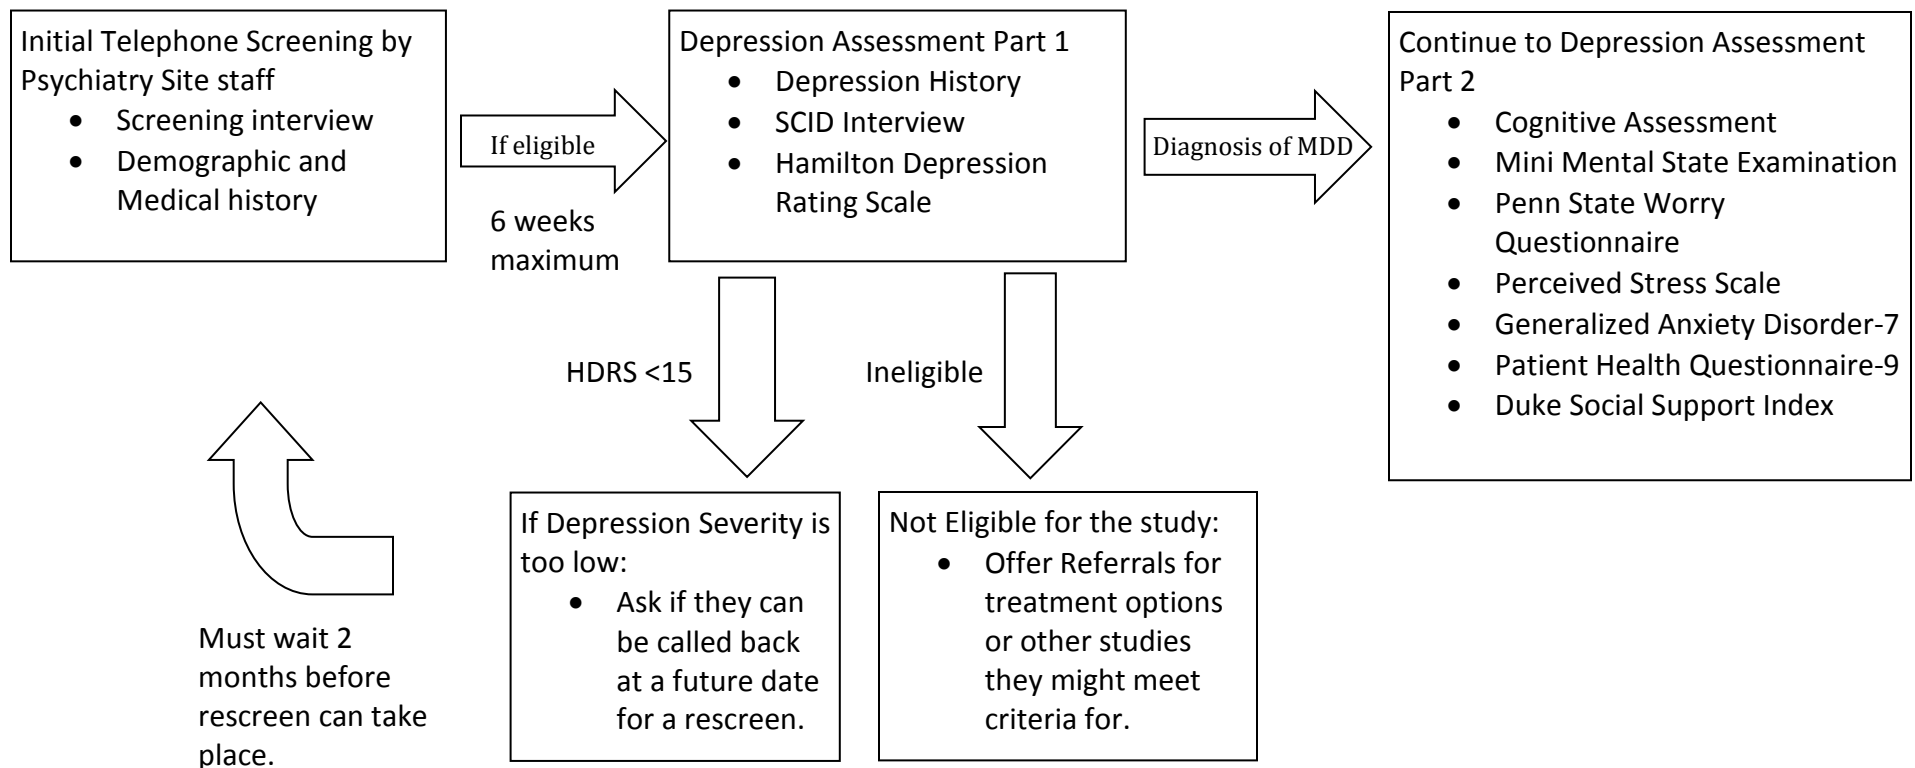 Initial Telephone Screening by
Psychiatry Site staff
• Screening interview
• Demographic and
Medical history
If eligible
6 weeks
maximum
Depression Assessment Part 1
• Depression History
• SCID Interview
• Hamilton Depression
Rating Scale
Diagnosis of MDD
Continue to Depression Assessment
Part 2
• Cognitive Assessment
• Mini Mental State Examination
• Penn State Worry
Questionnaire
• Perceived Stress Scale
• Generalized Anxiety Disorder-7
• Patient Health Questionnaire-9
• Duke Social Support Index
HDRS <15
Ineligible
If Depression Severity is
too low:
• Ask if they can
be called back
at a future date
for a rescreen.
Not Eligible for the study:
• Offer Referrals for
treatment options
or other studies
they might meet
criteria for.
Must wait 2
months before
rescreen can take
place.